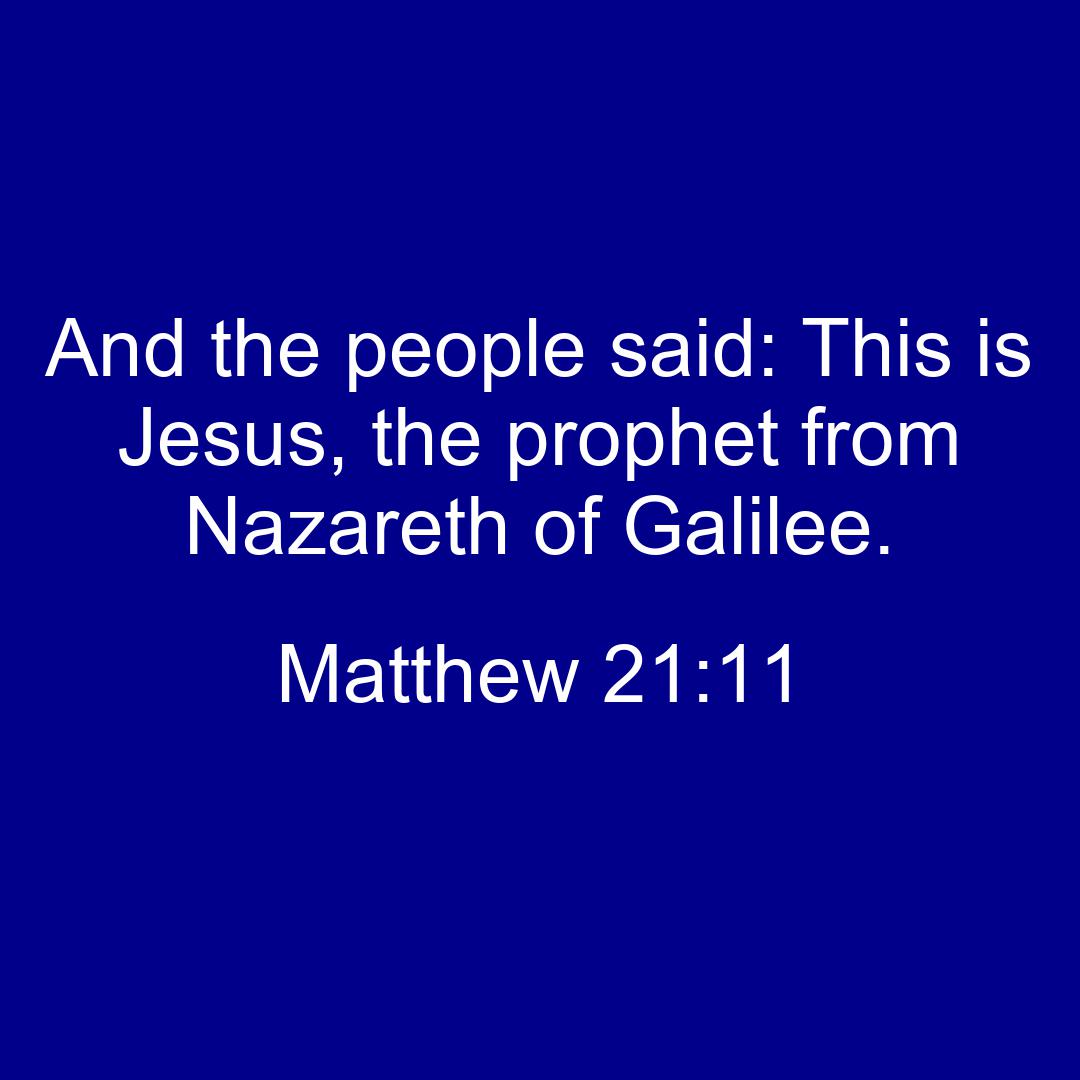 And the people said: This is
Jesus, the prophet from
Nazareth of Galilee.
Matthew 21:11